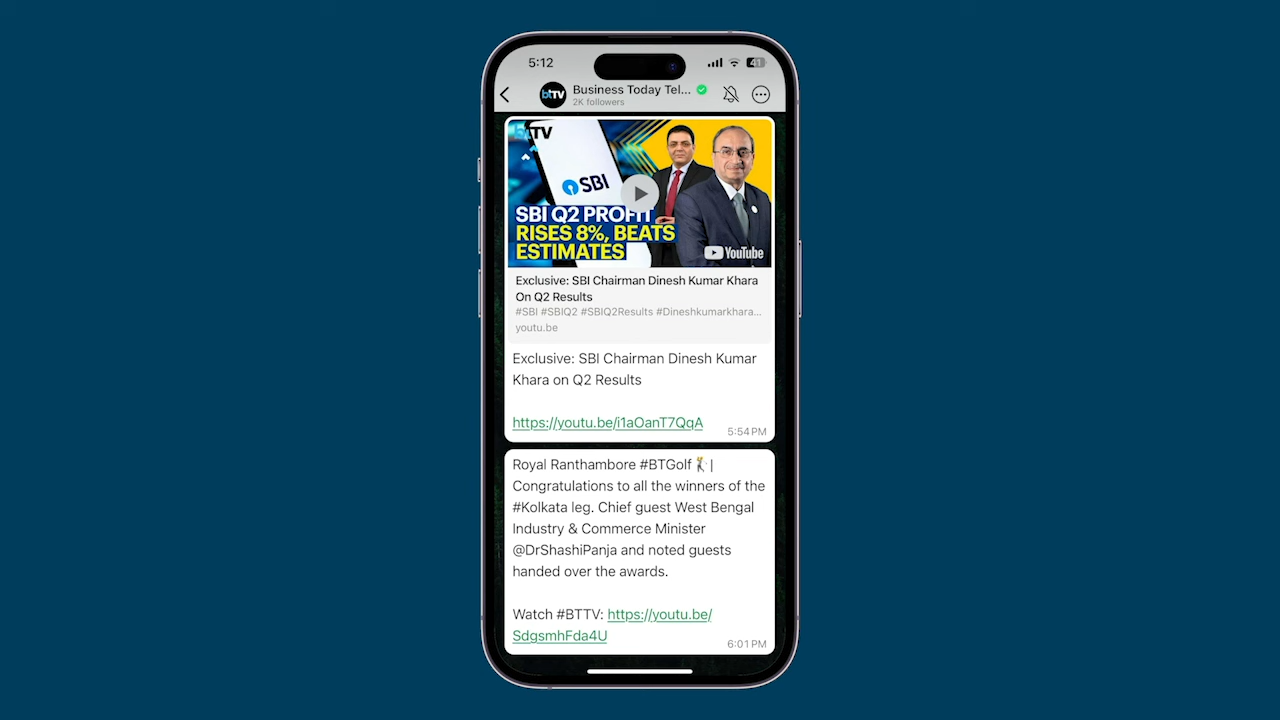 5:12
41
btTV
Business Today Tel...
2K followers
btTV
SBI
SBI Q2 PROFIT
RISES 8%, BEATS
ESTIMATES
YouTube
Exclusive: SBI Chairman Dinesh Kumar Khara
On Q2 Results
#SBI #SBIQ2 #SBIQ2Results #Dineshkumarkhara...
youtu.be
Exclusive: SBI Chairman Dinesh Kumar
Khara on Q2 Results
https://youtu.be/i1aOanT7QqA
5:54 PM
Royal Ranthambore #BTGolf🏌|
Congratulations to all the winners of the
#Kolkata leg. Chief guest West Bengal
Industry & Commerce Minister
@DrShashiPanja and noted guests
handed over the awards.
Watch #BTTV: https://youtu.be/
SdgsmhFda4U
6:01 PM